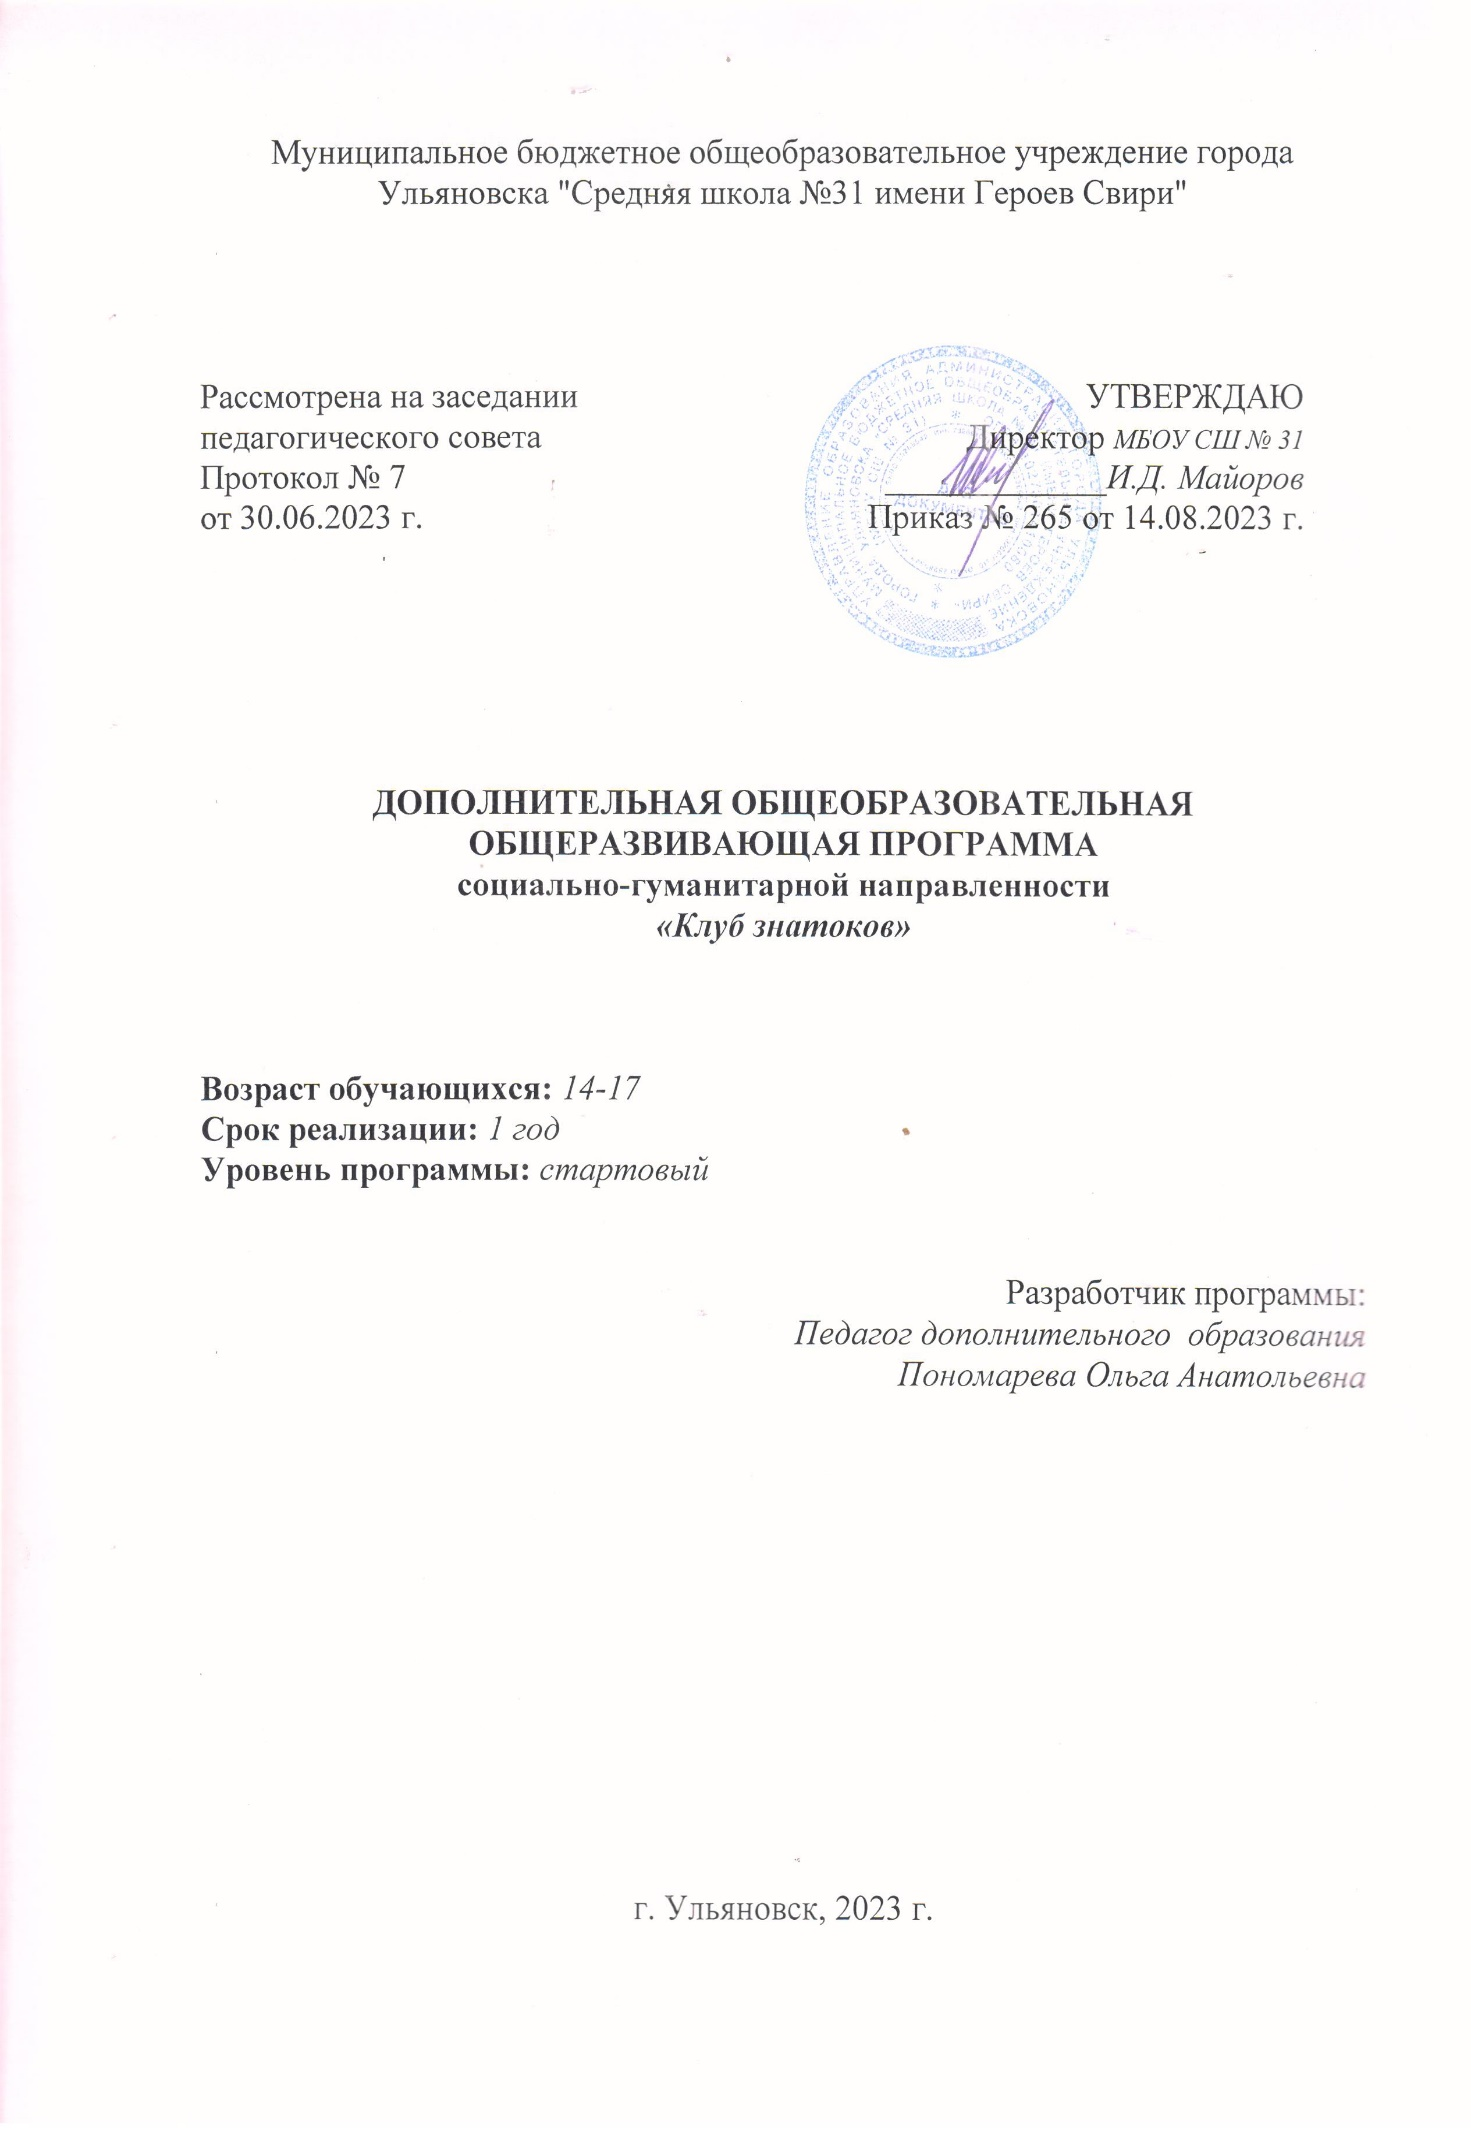 Муниципальное бюджетное общеобразовательное учреждение города
Ульяновска "Средняя школа №31 имени Героев Свири"
Рассмотрена на заседании
педагогического совета
Протокол № 7
от 30.06.2023 г.
УТВЕРЖДАЮ
Директор МБОУ СШ № 31
И.Д. Майоров
Приказ № 265 от 14.08.2023 г.
ДОПОЛНИТЕЛЬНАЯ ОБЩЕОБРАЗОВАТЕЛЬНАЯ
ОБЩЕРАЗВИВАЮЩАЯ ПРОГРАММА
социально-гуманитарной направленности
«Клуб знатоков»
Возраст обучающихся: 14-17
Срок реализации: 1 год
Уровень программы: стартовый
Разработчик программы:
Педагог дополнительного образования
Пономарева Ольга Анатольевна
г. Ульяновск, 2023 г.